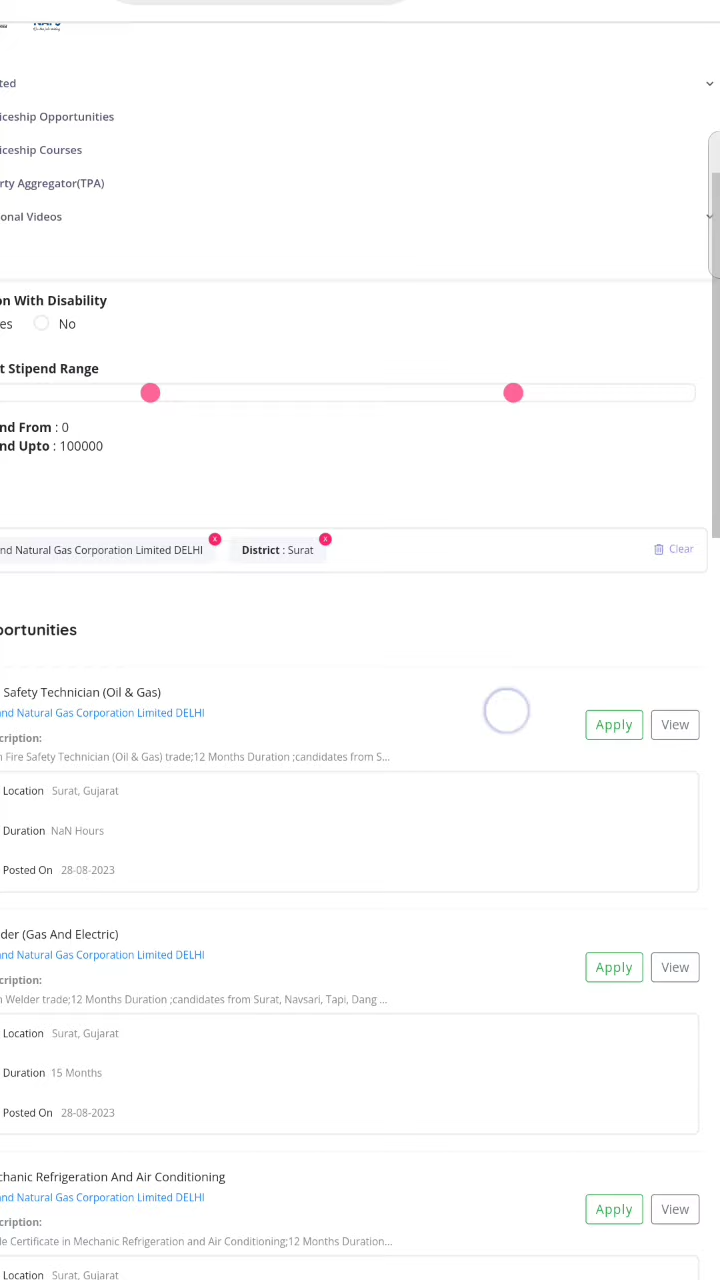 ted
iceship Opportunities
iceship Courses
rty Aggregator(TPA)
onal Videos
on With Disability
es No
t Stipend Range
nd From : 0
nd Upto : 100000
nd Natural Gas Corporation Limited DELHI x District : Surat x Clear
portunities
Safety Technician (Oil & Gas)
and Natural Gas Corporation Limited DELHI
Apply View
cription:
n Fire Safety Technician (Oil & Gas) trade;12 Months Duration ;candidates from S...
Location Surat, Gujarat
Duration NaN Hours
Posted On 28-08-2023
der (Gas And Electric)
and Natural Gas Corporation Limited DELHI
Apply View
cription:
n Welder trade;12 Months Duration ;candidates from Surat, Navsari, Tapi, Dang ...
Location Surat, Gujarat
Duration 15 Months
Posted On 28-08-2023
chanic Refrigeration And Air Conditioning
and Natural Gas Corporation Limited DELHI
Apply View
cription:
le Certificate in Mechanic Refrigeration and Air Conditioning;12 Months Duration...
Location Surat, Gujarat